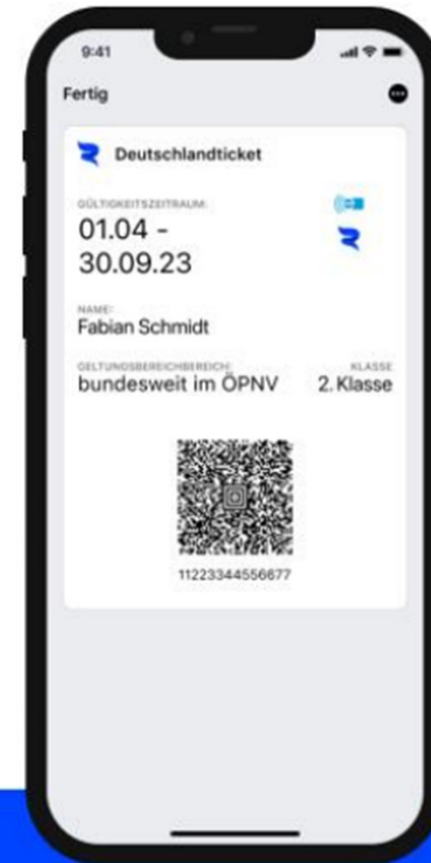 9:41
Fertig
Deutschlandticket
GÜLTIGKEITSZEITRAUM:
01.04 -
30.09.23
NAME:
Fabian Schmidt
GELTUNGSBEREICHBEREICH: KLASSE
bundesweit im ÖPNV 2. Klasse
11223344556677